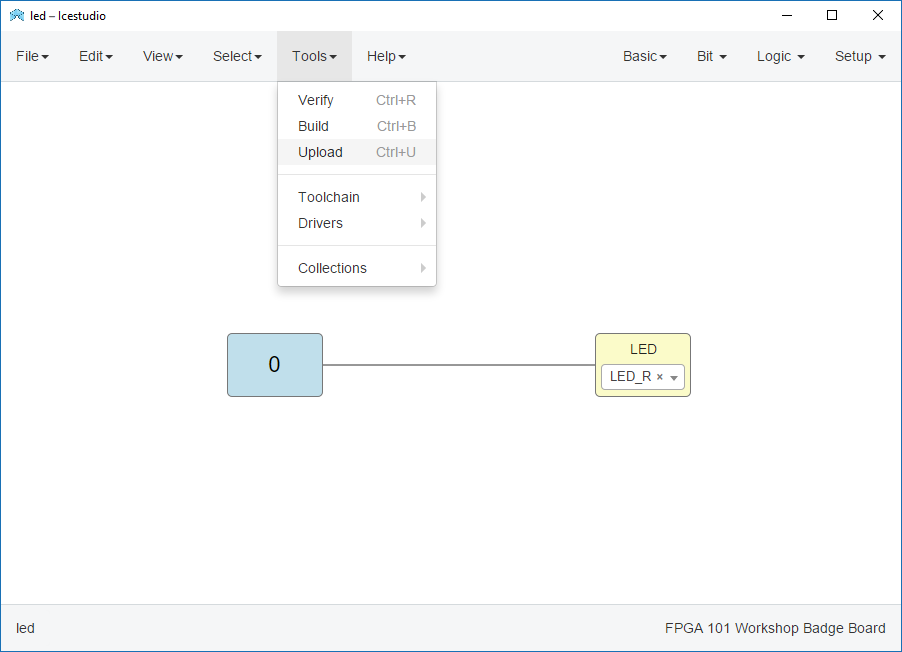 led – Icestudio
File Edit View Select Tools Help Basic Bit Logic Setup
Verify Ctrl+R
Build Ctrl+B
Upload Ctrl+U
Toolchain
Drivers
Collections
0
LED
LED_R ×
led FPGA 101 Workshop Badge Board